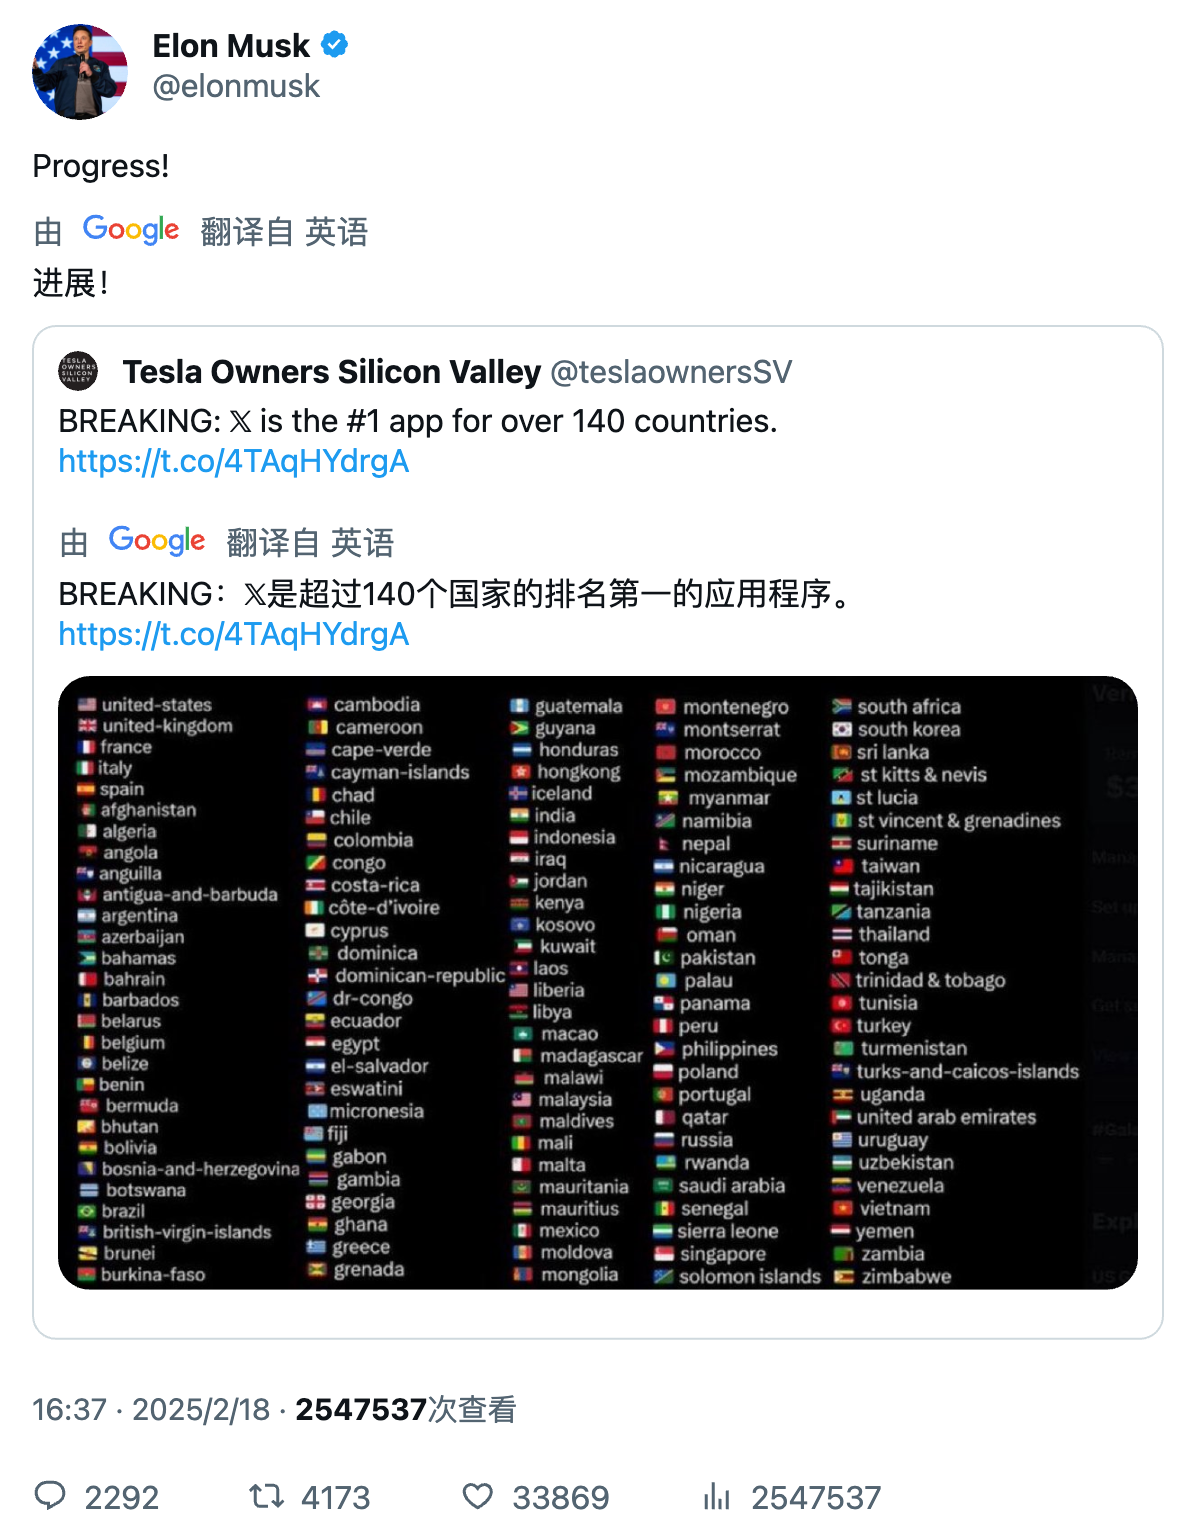 Elon Musk
@elonmusk
Progress!
由 Google 翻译自 英语
进展！
TESLA OWNERS SILICON VALLEY
Tesla Owners Silicon Valley @teslaownersSV
BREAKING: 𝕏 is the #1 app for over 140 countries.
https://t.co/4TAqHYdrgA
由 Google 翻译自 英语
BREAKING：𝕏是超过140个国家的排名第一的应用程序。
https://t.co/4TAqHYdrgA
united-states
united-kingdom
france
italy
spain
afghanistan
algeria
angola
anguilla
antigua-and-barbuda
argentina
azerbaijan
bahamas
bahrain
barbados
belarus
belgium
belize
benin
bermuda
bhutan
bolivia
bosnia-and-herzegovina
botswana
brazil
british-virgin-islands
brunei
burkina-faso
cambodia
cameroon
cape-verde
cayman-islands
chad
chile
colombia
congo
costa-rica
côte-d'ivoire
cyprus
dominica
dominican-republic
dr-congo
ecuador
egypt
el-salvador
eswatini
micronesia
fiji
gabon
gambia
georgia
ghana
greece
grenada
guatemala
guyana
honduras
hongkong
iceland
india
indonesia
iraq
jordan
kenya
kosovo
kuwait
laos
liberia
libya
macao
madagascar
malawi
malaysia
maldives
mali
malta
mauritania
mauritius
mexico
moldova
mongolia
montenegro
montserrat
morocco
mozambique
myanmar
namibia
nepal
nicaragua
niger
nigeria
oman
pakistan
palau
panama
peru
philippines
poland
portugal
qatar
russia
rwanda
saudi arabia
senegal
sierra leone
singapore
solomon islands
south africa
south korea
sri lanka
st kitts & nevis
st lucia
st vincent & grenadines
suriname
taiwan
tajikistan
tanzania
thailand
tonga
trinidad & tobago
tunisia
turkey
turmenistan
turks-and-caicos-islands
uganda
united arab emirates
uruguay
uzbekistan
venezuela
vietnam
yemen
zambia
zimbabwe
16:37 · 2025/2/18 · 2547537次查看
2292 4173 33869 2547537